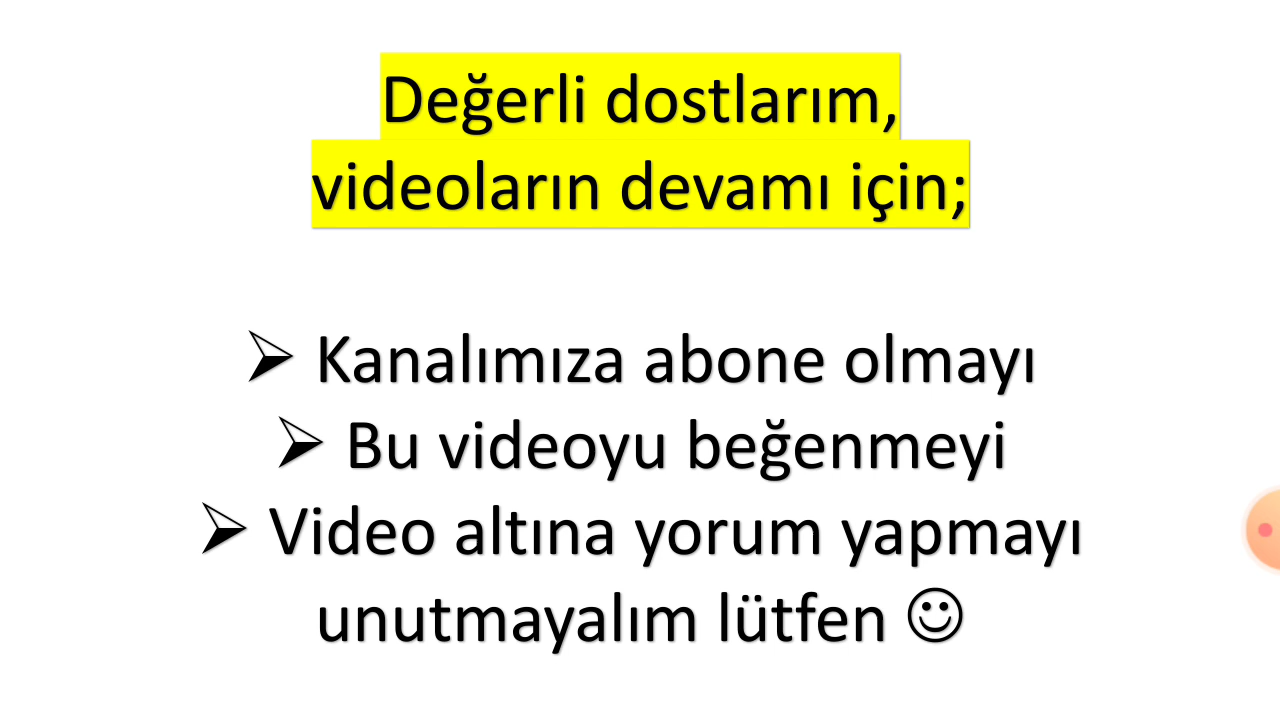 Değerli dostlarım,
videoların devamı için;
➢ Kanalımıza abone olmayı
➢ Bu videoyu beğenmeyi
➢ Video altına yorum yapmayı
unutmayalım lütfen ☺